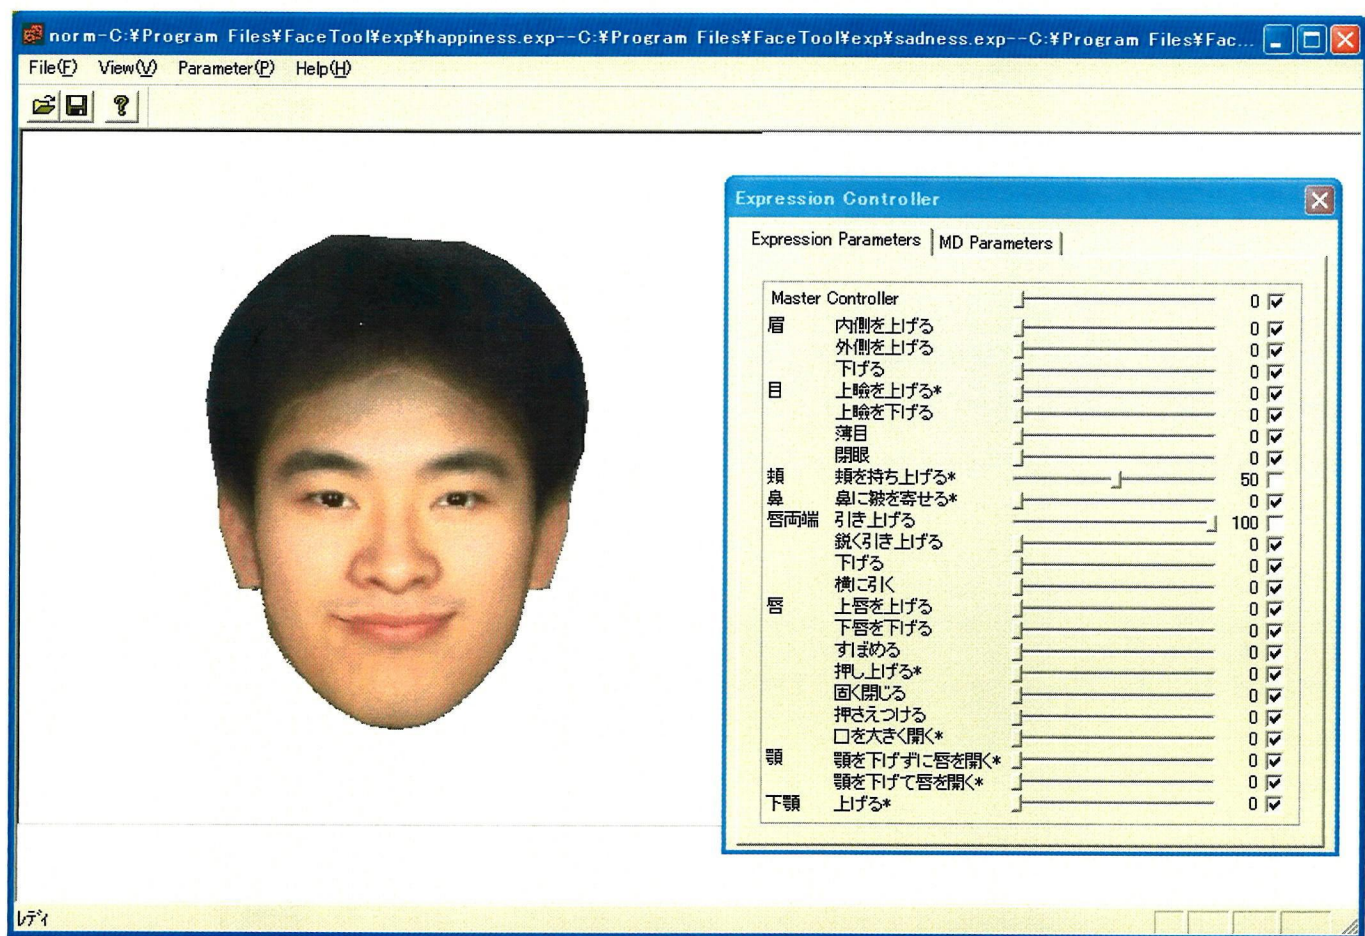 norm-C:¥Program Files¥FaceTool¥exp¥happiness.exp--C:¥Program Files¥FaceTool¥exp¥sadness.exp--C:¥Program Files¥Fac...
File(F) View(V) Parameter(P) Help(H)
Expression Controller
Expression Parameters MD Parameters
Master Controller 0
眉 内側を上げる 0
外側を上げる 0
下げる 0
目 上瞼を上げる* 0
上瞼を下げる 0
薄目 0
閉眼 0
頬 頬を持ち上げる* 50
鼻 鼻に皺を寄せる* 0
唇両端 引き上げる 100
鋭く引き上げる 0
下げる 0
横に引く 0
唇 上唇を上げる 0
下唇を下げる 0
すぼめる 0
押し上げる* 0
固く閉じる 0
押さえつける 0
口を大きく開く* 0
顎 顎を下げずに唇を開く* 0
顎を下げて唇を開く* 0
下顎 上げる* 0
レディ